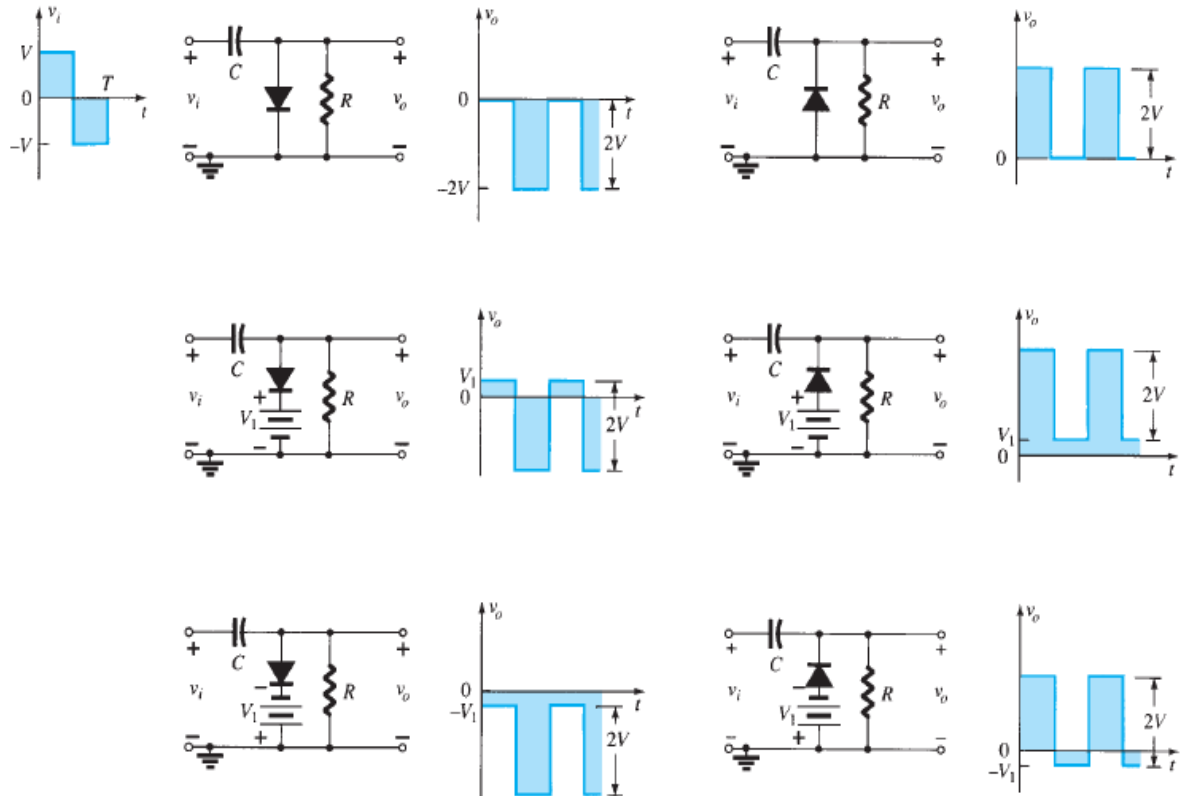 v_i
V
0
-V
T
t
+
C
v_i
R
+
v_o
−
−
v_o
0
-2V
t
2V
+
C
v_i
R
+
v_o
−
−
v_o
0
2V
t
+
C
v_i
+
V_1
−
R
+
v_o
−
−
v_o
V_1
0
t
2V
+
C
v_i
+
V_1
−
R
+
v_o
−
−
v_o
V_1
0
2V
t
+
C
v_i
−
V_1
+
R
+
v_o
−
−
v_o
0
-V_1
t
2V
+
C
v_i
−
V_1
+
R
+
v_o
−
−
v_o
0
-V_1
2V
t